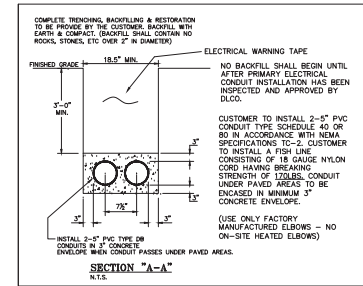 COMPLETE TRENCHING, BACKFILLING & RESTORATION
TO BE PROVIDE BY THE CUSTOMER. BACKFILL WITH
EARTH & COMPACT. (BACKFILL SHALL CONTAIN NO
ROCKS, STONES, ETC OVER 2" IN DIAMETER)
ELECTRICAL WARNING TAPE
FINISHED GRADE
18.5" MIN.
3'-0"
MIN.
NO BACKFILL SHALL BEGIN UNTIL
AFTER PRIMARY ELECTRICAL
CONDUIT INSTALLATION HAS BEEN
INSPECTED AND APPROVED BY
DLCO.
CUSTOMER TO INSTALL 2-5" PVC
CONDUIT TYPE SCHEDULE 40 OR
80 IN ACCORDANCE WITH NEMA
SPECIFICATIONS TC-2. CUSTOMER
TO INSTALL A FISH LINE
CONSISTING OF 18 GAUGE NYLON
CORD HAVING BREAKING
STRENGTH OF 170LBS. CONDUIT
UNDER PAVED AREAS TO BE
ENCASED IN MINIMUM 3"
CONCRETE ENVELOPE.
(USE ONLY FACTORY
MANUFACTURED ELBOWS - NO
ON-SITE HEATED ELBOWS)
3"
3"
7½"
3"
3"
INSTALL 2-5" PVC TYPE DB
CONDUITS IN 3" CONCRETE
ENVELOPE WHEN CONDUIT PASSES UNDER PAVED AREAS.
SECTION "A-A"
N.T.S.